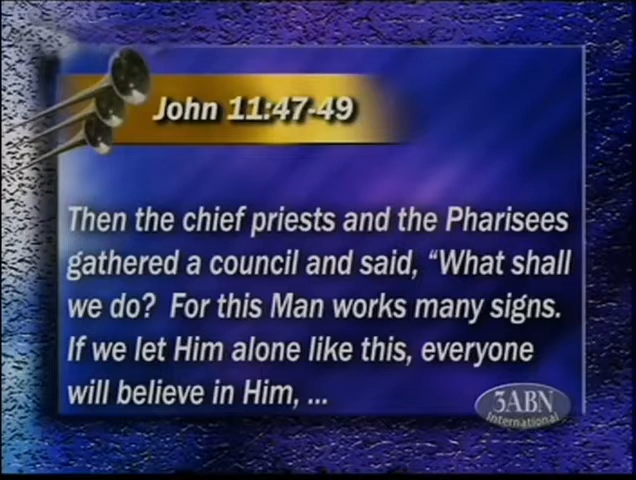 John 11:47-49
Then the chief priests and the Pharisees
gathered a council and said, “What shall
we do?  For this Man works many signs.
If we let Him alone like this, everyone
will believe in Him, ...
3ABN
International